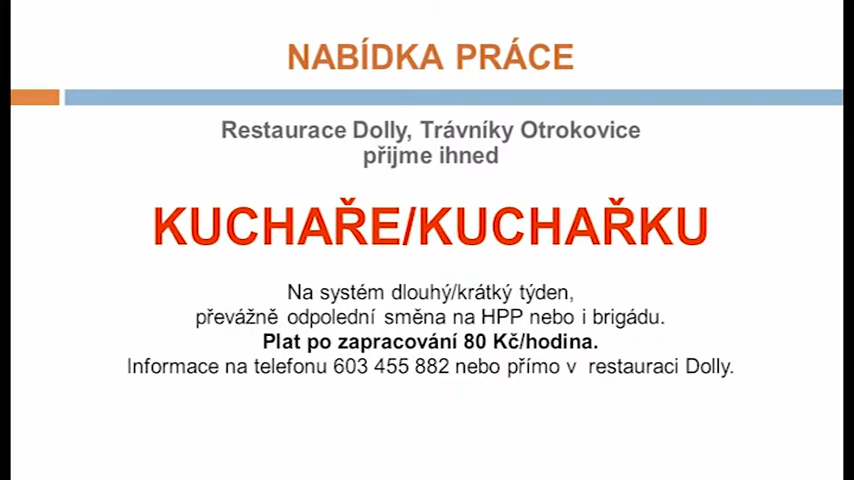 NABÍDKA PRÁCE
Restaurace Dolly, Trávníky Otrokovice
přijme ihned
KUCHAŘE/KUCHAŘKU
Na systém dlouhý/krátký týden,
převážně odpolední směna na HPP nebo i brigádu.
Plat po zapracování 80 Kč/hodina.
Informace na telefonu 603 455 882 nebo přímo v restauraci Dolly.